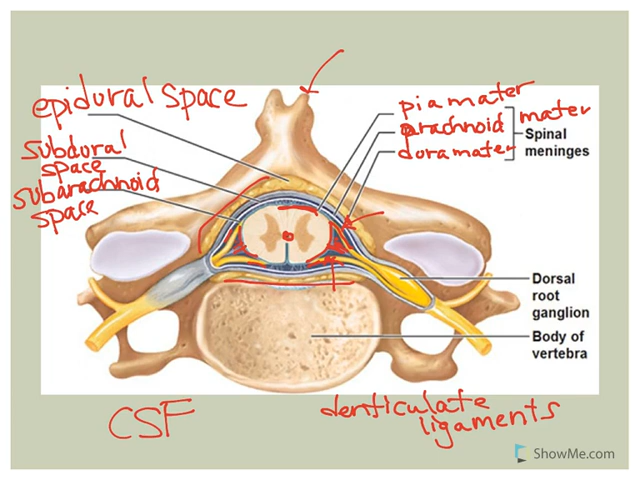 epidural space
subdural
space
subarachnoid
space
pia mater
arachnoid mater
dura mater
Spinal
meninges
Dorsal
root
ganglion
Body of
vertebra
CSF
denticulate
ligaments
ShowMe.com